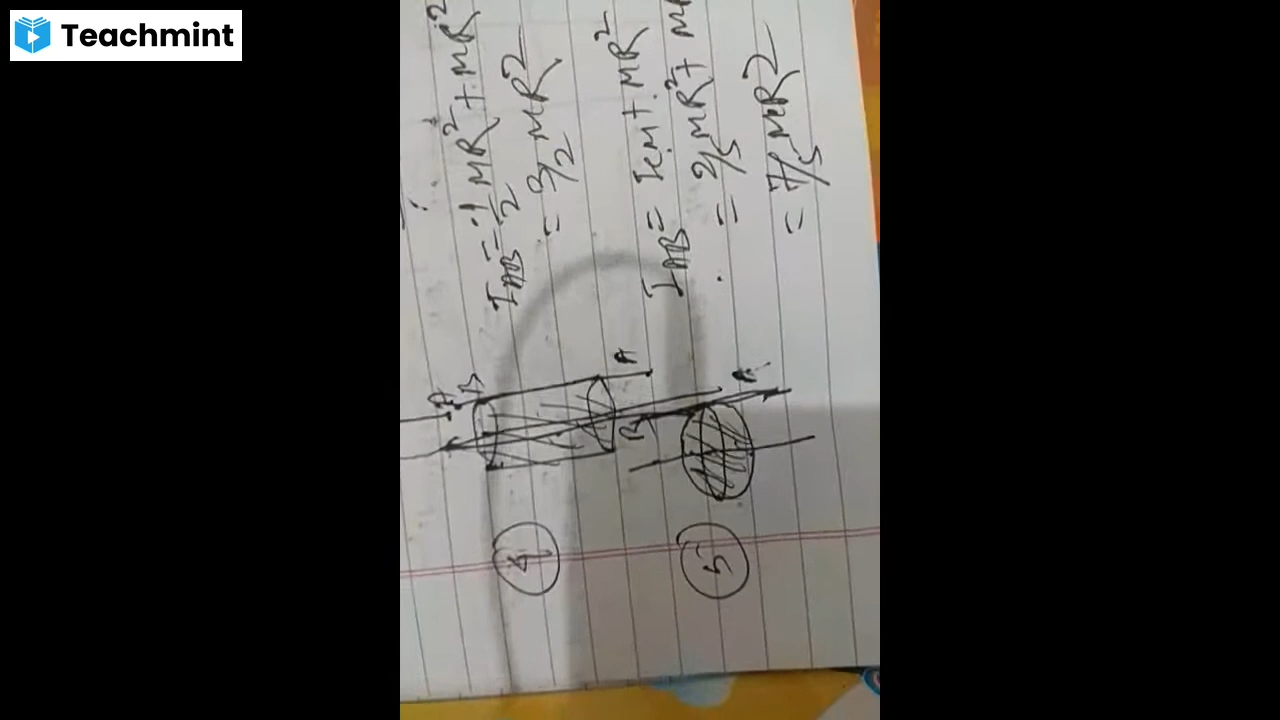 Teachmint
④
A
B
A
I_AB = 1/2 MR² + MR²
= 3/2 MR²
⑤
B
A
I_AB = I_CM + MR²
= 2/5 MR² +
= 7/5 MR²